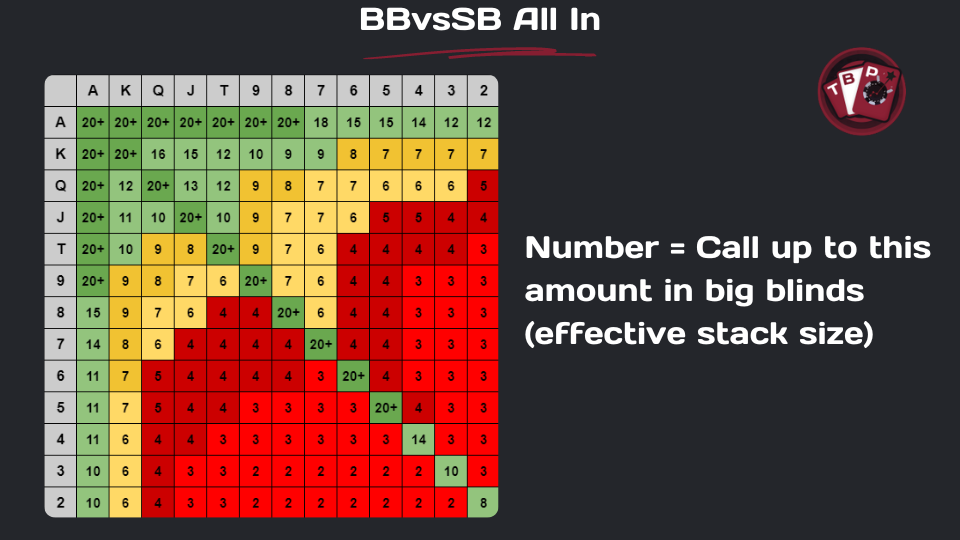 BBvsSB All In
T B P
A K Q J T 9 8 7 6 5 4 3 2
A 20+ 20+ 20+ 20+ 20+ 20+ 20+ 18 15 15 14 12 12
K 20+ 20+ 16 15 12 10 9 9 8 7 7 7 7
Q 20+ 12 20+ 13 12 9 8 7 7 6 6 6 5
J 20+ 11 10 20+ 10 9 7 7 6 5 5 4 4
T 20+ 10 9 8 20+ 9 7 6 4 4 4 4 3
9 20+ 9 8 7 6 20+ 7 6 4 4 3 3 3
8 15 9 7 6 4 4 20+ 6 4 4 3 3 3
7 14 8 6 4 4 4 4 20+ 4 4 3 3 3
6 11 7 5 4 4 4 4 3 20+ 4 3 3 3
5 11 7 5 4 4 3 3 3 3 20+ 4 3 3
4 11 6 4 4 3 3 3 3 3 3 14 3 3
3 10 6 4 3 3 2 2 2 2 2 2 10 3
2 10 6 4 3 3 2 2 2 2 2 2 2 8
Number = Call up to this
amount in big blinds
(effective stack size)